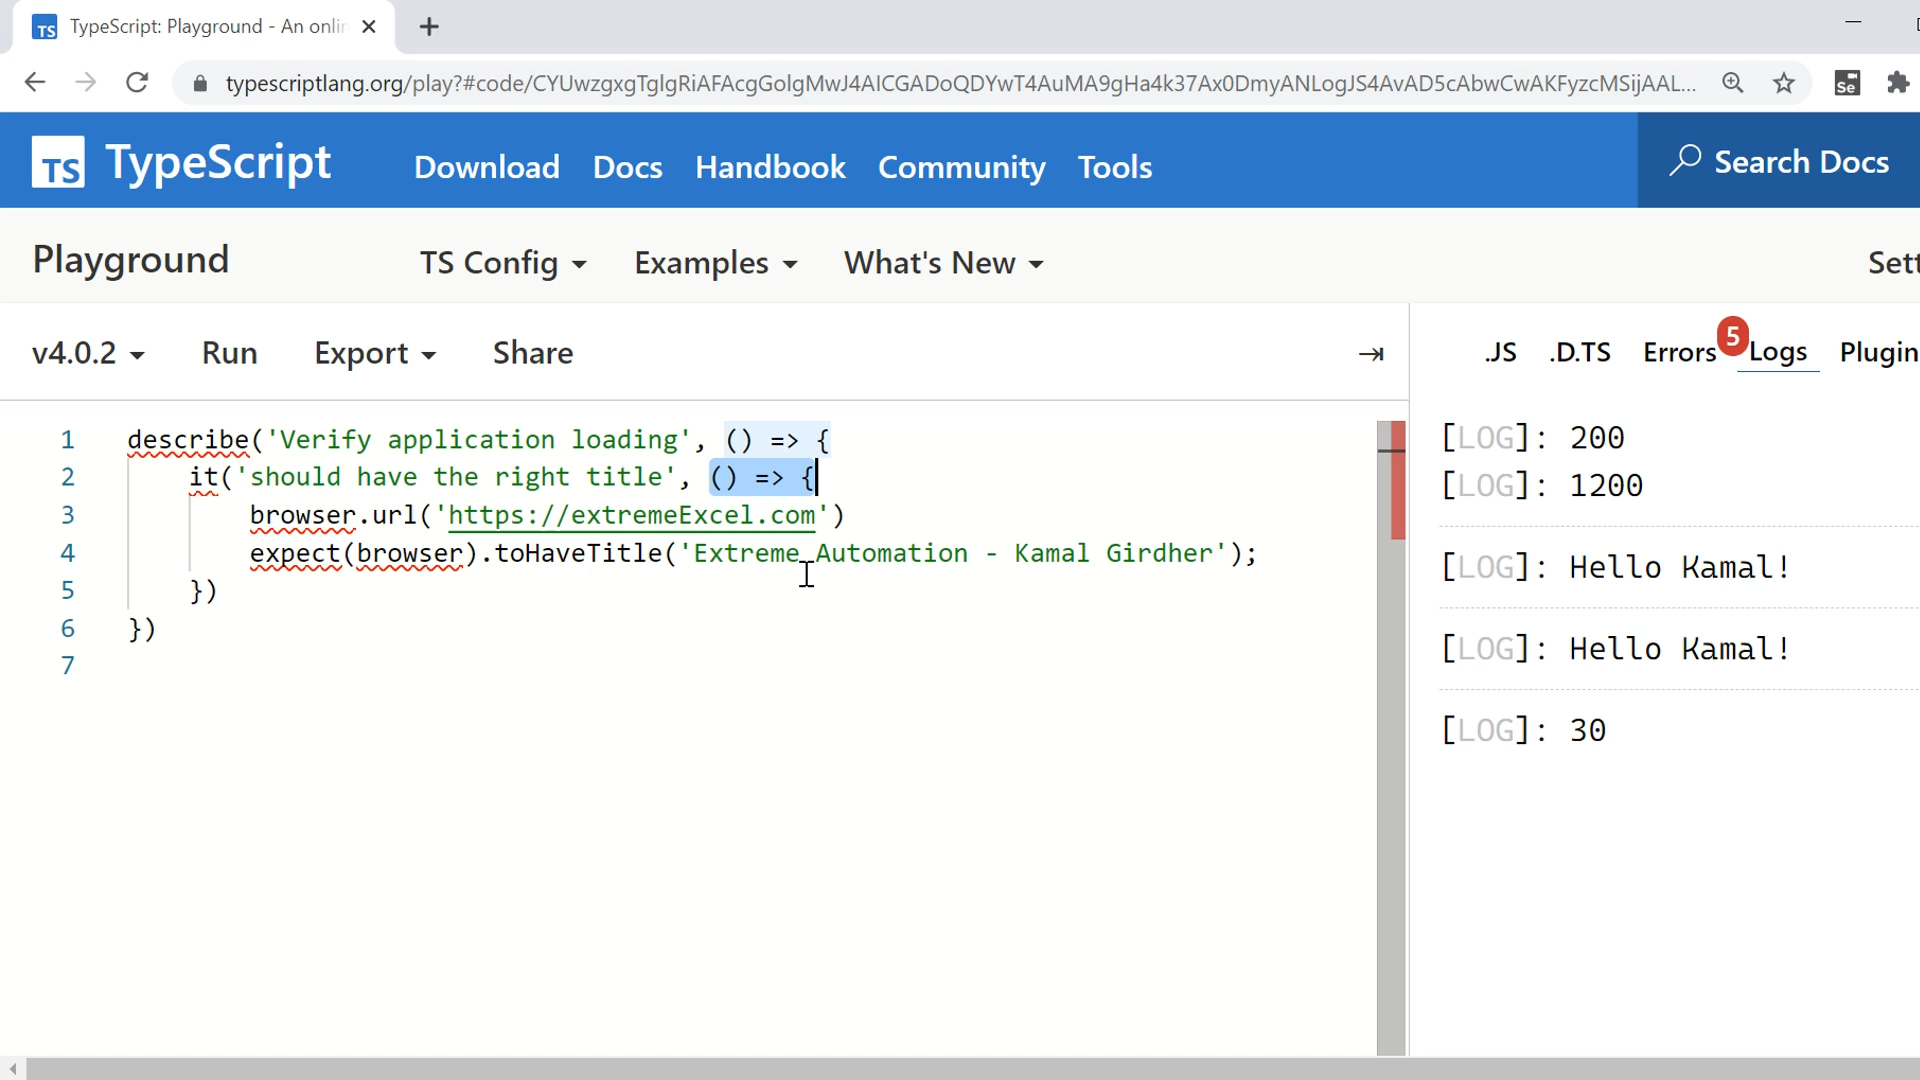 TS TypeScript: Playground - An onlin
typescriptlang.org/play?#code/CYUwzgxgTglgRiAFAAcgGolgMwJ4AICGADoQDYwT4AuMA9gHa4k37Ax0DmyANLogJS4AvAD5cAbwCwAKFyzcMSijAAL...
Se
TS TypeScript Download Docs Handbook Community Tools Search Docs
Playground TS Config Examples What's New Sett
v4.0.2 Run Export Share .JS .D.TS Errors 5 Logs Plugin
1 describe('Verify application loading', () => {
2 it('should have the right title', () => {
3 browser.url('https://extremeExcel.com')
4 expect(browser).toHaveTitle('Extreme Automation - Kamal Girdher');
5 })
6 })
7
[LOG]: 200
[LOG]: 1200
[LOG]: Hello Kamal!
[LOG]: Hello Kamal!
[LOG]: 30